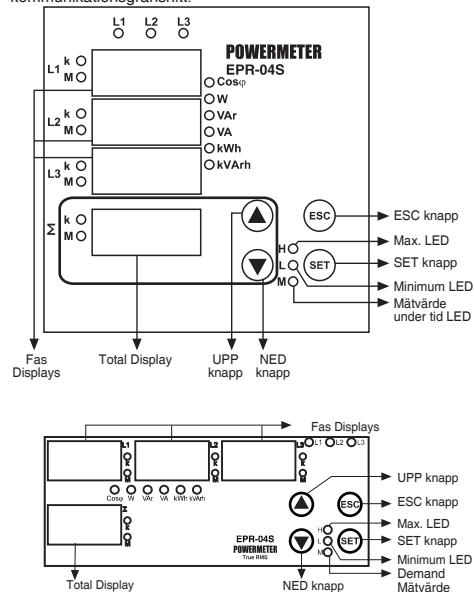 kommunikationsgränsnitt.
L1 L2 L3
POWERMETER
EPR-04S
L1 k
M
Cosφ
W
L2 k
M
VAr
VA
kWh
L3 k
M
kVArh
Σ k
M
ESC
ESC knapp
H
Max. LED
SET
SET knapp
L
Minimum LED
M
Mätvärde
under tid LED
Fas
Displays
Total Display
UPP
knapp
NED
knapp
Fas Displays
L1 L2 L3
L1 k M
L2 k M
L3 k M
UPP knapp
Cosφ W VAr VA kWh kVArh
ESC
ESC knapp
Σ k M
H
Max. LED
EPR-04S
POWERMETER
True RMS
L
SET
SET knapp
M
Minimum LED
Demand
Mätvärde
Total Display
NED knapp